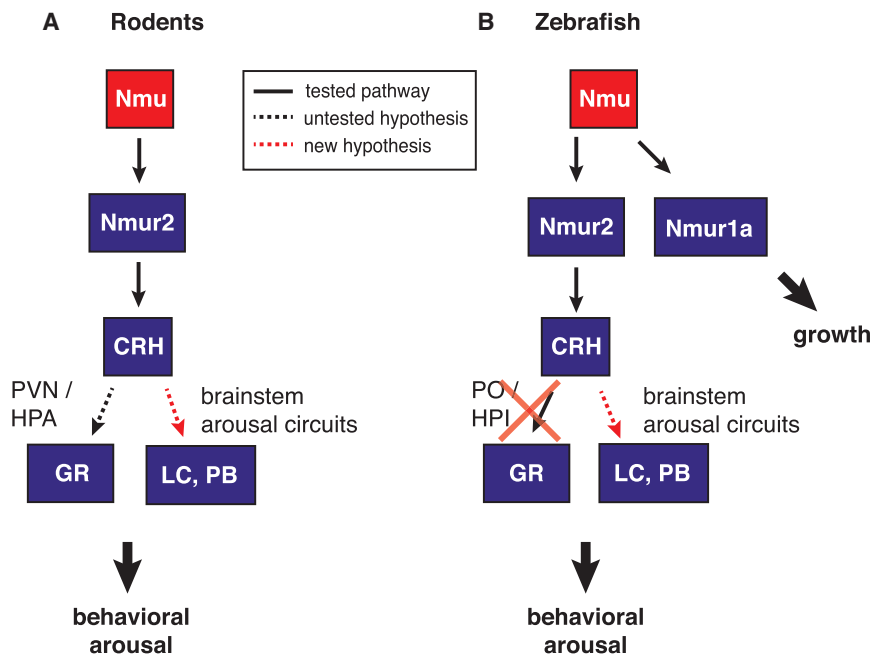 A Rodents
Nmu
Nmur2
CRH
PVN /
HPA
brainstem
arousal circuits
GR
LC, PB
behavioral
arousal
tested pathway
untested hypothesis
new hypothesis
B Zebrafish
Nmu
Nmur2
Nmur1a
growth
CRH
PO /
HPI
brainstem
arousal circuits
GR
LC, PB
behavioral
arousal